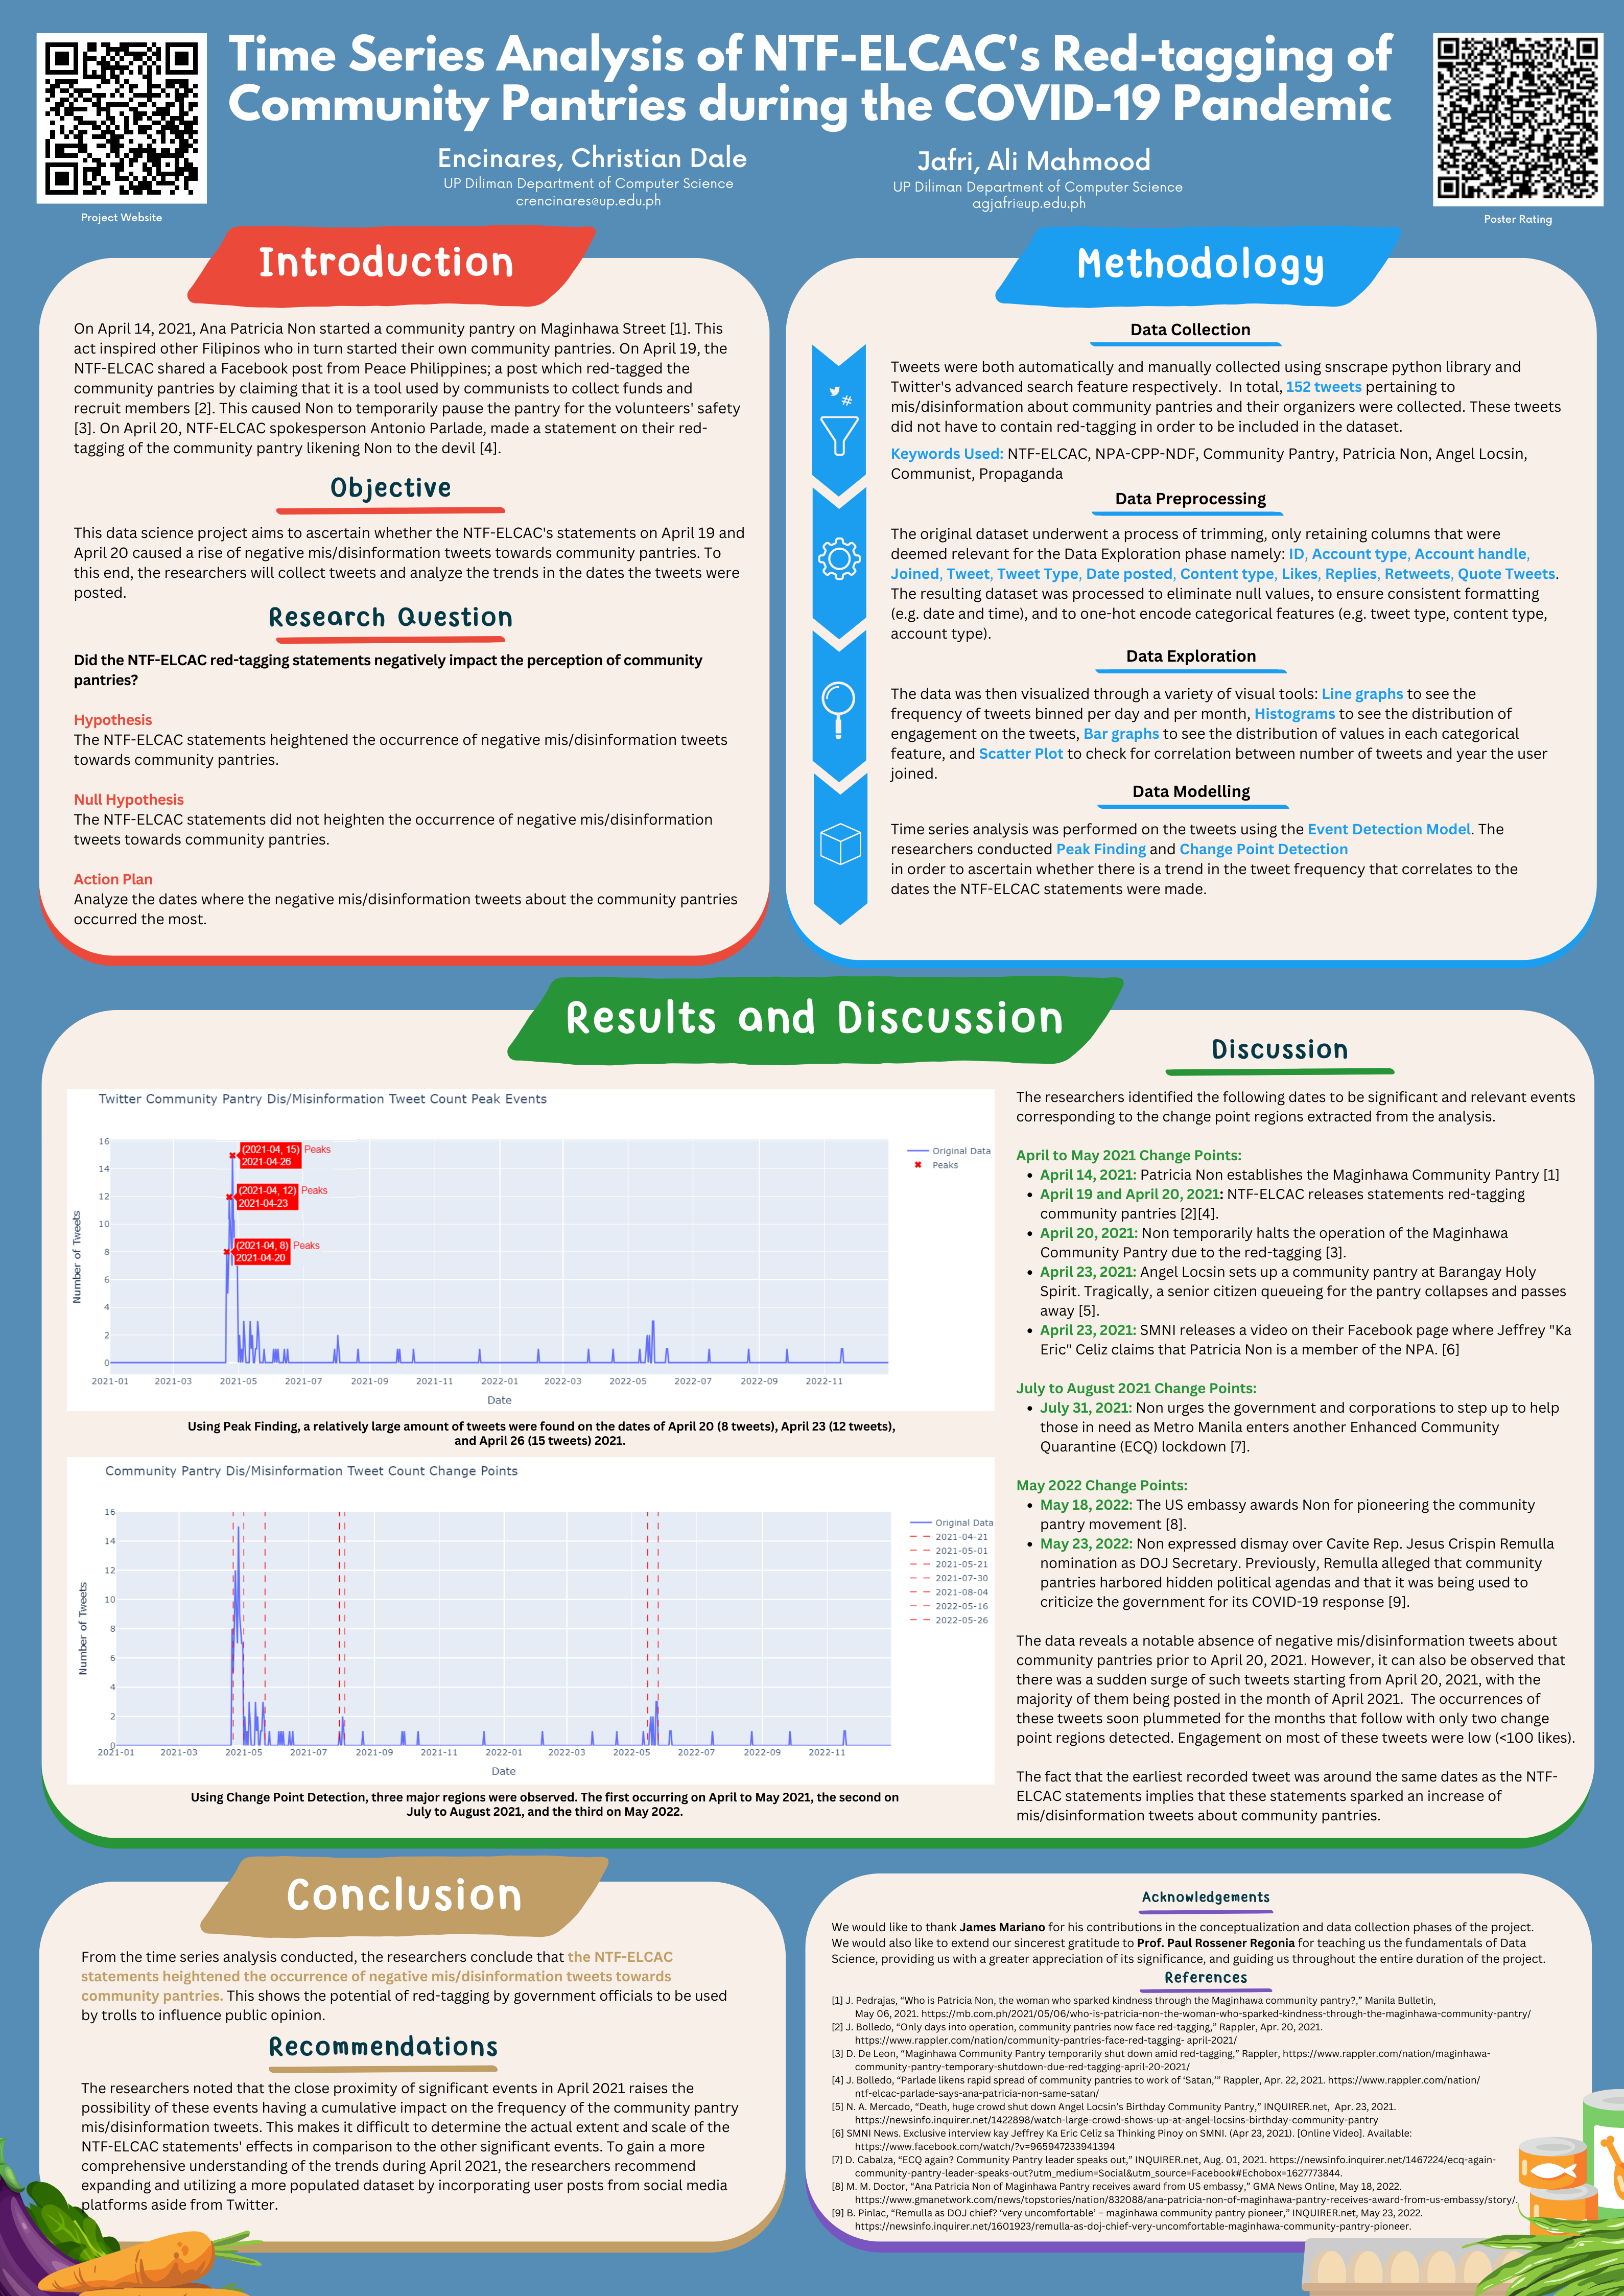 Time Series Analysis of NTF-ELCAC's Red-tagging of
Community Pantries during the COVID-19 Pandemic
Encinares, Christian Dale
UP Diliman Department of Computer Science
crencinares@up.edu.ph
Jafri, Ali Mahmood
UP Diliman Department of Computer Science
agjafri@up.edu.ph
Project Website
Poster Rating
Introduction
On April 14, 2021, Ana Patricia Non started a community pantry on Maginhawa Street [1]. This
act inspired other Filipinos who in turn started their own community pantries. On April 19, the
NTF-ELCAC shared a Facebook post from Peace Philippines; a post which red-tagged the
community pantries by claiming that it is a tool used by communists to collect funds and
recruit members [2]. This caused Non to temporarily pause the pantry for the volunteers' safety
[3]. On April 20, NTF-ELCAC spokesperson Antonio Parlade, made a statement on their red-
tagging of the community pantry likening Non to the devil [4].
Objective
This data science project aims to ascertain whether the NTF-ELCAC's statements on April 19 and
April 20 caused a rise of negative mis/disinformation tweets towards community pantries. To
this end, the researchers will collect tweets and analyze the trends in the dates the tweets were
posted.
Research Question
Did the NTF-ELCAC red-tagging statements negatively impact the perception of community
pantries?
Hypothesis
The NTF-ELCAC statements heightened the occurrence of negative mis/disinformation tweets
towards community pantries.
Null Hypothesis
The NTF-ELCAC statements did not heighten the occurrence of negative mis/disinformation
tweets towards community pantries.
Action Plan
Analyze the dates where the negative mis/disinformation tweets about the community pantries
occurred the most.
Methodology
Data Collection
Tweets were both automatically and manually collected using snscrape python library and
Twitter's advanced search feature respectively. In total, 152 tweets pertaining to
mis/disinformation about community pantries and their organizers were collected. These tweets
did not have to contain red-tagging in order to be included in the dataset.
Keywords Used: NTF-ELCAC, NPA-CPP-NDF, Community Pantry, Patricia Non, Angel Locsin,
Communist, Propaganda
#
Data Preprocessing
The original dataset underwent a process of trimming, only retaining columns that were
deemed relevant for the Data Exploration phase namely: ID, Account type, Account handle,
Joined, Tweet, Tweet Type, Date posted, Content type, Likes, Replies, Retweets, Quote Tweets.
The resulting dataset was processed to eliminate null values, to ensure consistent formatting
(e.g. date and time), and to one-hot encode categorical features (e.g. tweet type, content type,
account type).
Data Exploration
The data was then visualized through a variety of visual tools: Line graphs to see the
frequency of tweets binned per day and per month, Histograms to see the distribution of
engagement on the tweets, Bar graphs to see the distribution of values in each categorical
feature, and Scatter Plot to check for correlation between number of tweets and year the user
joined.
Data Modelling
Time series analysis was performed on the tweets using the Event Detection Model. The
researchers conducted Peak Finding and Change Point Detection
in order to ascertain whether there is a trend in the tweet frequency that correlates to the
dates the NTF-ELCAC statements were made.
Results and Discussion
Twitter Community Pantry Dis/Misinformation Tweet Count Peak Events
16
14
12
10
8
6
4
2
0
Number of Tweets
(2021-04, 15) Peaks
2021-04-26
(2021-04, 12) Peaks
2021-04-23
(2021-04, 8) Peaks
2021-04-20
Original Data
Peaks
2021-01 2021-03 2021-05 2021-07 2021-09 2021-11 2022-01 2022-03 2022-05 2022-07 2022-09 2022-11
Date
Using Peak Finding, a relatively large amount of tweets were found on the dates of April 20 (8 tweets), April 23 (12 tweets),
and April 26 (15 tweets) 2021.
Community Pantry Dis/Misinformation Tweet Count Change Points
16
14
12
10
8
6
4
2
0
Number of Tweets
Original Data
2021-04-21
2021-05-01
2021-05-21
2021-07-30
2021-08-04
2022-05-16
2022-05-26
2021-01 2021-03 2021-05 2021-07 2021-09 2021-11 2022-01 2022-03 2022-05 2022-07 2022-09 2022-11
Date
Using Change Point Detection, three major regions were observed. The first occurring on April to May 2021, the second on
July to August 2021, and the third on May 2022.
Discussion
The researchers identified the following dates to be significant and relevant events
corresponding to the change point regions extracted from the analysis.
April to May 2021 Change Points:
• April 14, 2021: Patricia Non establishes the Maginhawa Community Pantry [1]
• April 19 and April 20, 2021: NTF-ELCAC releases statements red-tagging
community pantries [2][4].
• April 20, 2021: Non temporarily halts the operation of the Maginhawa
Community Pantry due to the red-tagging [3].
• April 23, 2021: Angel Locsin sets up a community pantry at Barangay Holy
Spirit. Tragically, a senior citizen queueing for the pantry collapses and passes
away [5].
• April 23, 2021: SMNI releases a video on their Facebook page where Jeffrey "Ka
Eric" Celiz claims that Patricia Non is a member of the NPA. [6]
July to August 2021 Change Points:
• July 31, 2021: Non urges the government and corporations to step up to help
those in need as Metro Manila enters another Enhanced Community
Quarantine (ECQ) lockdown [7].
May 2022 Change Points:
• May 18, 2022: The US embassy awards Non for pioneering the community
pantry movement [8].
• May 23, 2022: Non expressed dismay over Cavite Rep. Jesus Crispin Remulla
nomination as DOJ Secretary. Previously, Remulla alleged that community
pantries harbored hidden political agendas and that it was being used to
criticize the government for its COVID-19 response [9].
The data reveals a notable absence of negative mis/disinformation tweets about
community pantries prior to April 20, 2021. However, it can also be observed that
there was a sudden surge of such tweets starting from April 20, 2021, with the
majority of them being posted in the month of April 2021. The occurrences of
these tweets soon plummeted for the months that follow with only two change
point regions detected. Engagement on most of these tweets were low (<100 likes).
The fact that the earliest recorded tweet was around the same dates as the NTF-
ELCAC statements implies that these statements sparked an increase of
mis/disinformation tweets about community pantries.
Conclusion
From the time series analysis conducted, the researchers conclude that the NTF-ELCAC
statements heightened the occurrence of negative mis/disinformation tweets towards
community pantries. This shows the potential of red-tagging by government officials to be used
by trolls to influence public opinion.
Recommendations
The researchers noted that the close proximity of significant events in April 2021 raises the
possibility of these events having a cumulative impact on the frequency of the community pantry
mis/disinformation tweets. This makes it difficult to determine the actual extent and scale of the
NTF-ELCAC statements' effects in comparison to the other significant events. To gain a more
comprehensive understanding of the trends during April 2021, the researchers recommend
expanding and utilizing a more populated dataset by incorporating user posts from social media
platforms aside from Twitter.
Acknowledgements
We would like to thank James Mariano for his contributions in the conceptualization and data collection phases of the project.
We would also like to extend our sincerest gratitude to Prof. Paul Rossener Regonia for teaching us the fundamentals of Data
Science, providing us with a greater appreciation of its significance, and guiding us throughout the entire duration of the project.
References
[1] J. Pedrajas, “Who is Patricia Non, the woman who sparked kindness through the Maginhawa community pantry?,” Manila Bulletin,
May 06, 2021. https://mb.com.ph/2021/05/06/who-is-patricia-non-the-woman-who-sparked-kindness-through-the-maginhawa-community-pantry/
[2] J. Bolledo, “Only days into operation, community pantries now face red-tagging,” Rappler, Apr. 20, 2021.
https://www.rappler.com/nation/community-pantries-face-red-tagging- april-2021/
[3] D. De Leon, “Maginhawa Community Pantry temporarily shut down amid red-tagging,” Rappler, https://www.rappler.com/nation/maginhawa-
community-pantry-temporary-shutdown-due-red-tagging-april-20-2021/
[4] J. Bolledo, “Parlade likens rapid spread of community pantries to work of ‘Satan,’” Rappler, Apr. 22, 2021. https://www.rappler.com/nation/
ntf-elcac-parlade-says-ana-patricia-non-same-satan/
[5] N. A. Mercado, “Death, huge crowd shut down Angel Locsin’s Birthday Community Pantry,” INQUIRER.net, Apr. 23, 2021.
https://newsinfo.inquirer.net/1422898/watch-large-crowd-shows-up-at-angel-locsins-birthday-community-pantry
[6] SMNI News. Exclusive interview kay Jeffrey Ka Eric Celiz sa Thinking Pinoy on SMNI. (Apr 23, 2021). [Online Video]. Available:
https://www.facebook.com/watch/?v=965947233941394
[7] D. Cabalza, “ECQ again? Community Pantry leader speaks out,” INQUIRER.net, Aug. 01, 2021. https://newsinfo.inquirer.net/1467224/ecq-again-
community-pantry-leader-speaks-out?utm_medium=Social&utm_source=Facebook#Echobox=1627773844.
[8] M. M. Doctor, “Ana Patricia Non of Maginhawa Pantry receives award from US embassy,” GMA News Online, May 18, 2022.
https://www.gmanetwork.com/news/topstories/nation/832088/ana-patricia-non-of-maginhawa-pantry-receives-award-from-us-embassy/story/.
[9] B. Pinlac, “Remulla as DOJ chief? ‘very uncomfortable’ – maginhawa community pantry pioneer,” INQUIRER.net, May 23, 2022.
https://newsinfo.inquirer.net/1601923/remulla-as-doj-chief-very-uncomfortable-maginhawa-community-pantry-pioneer.